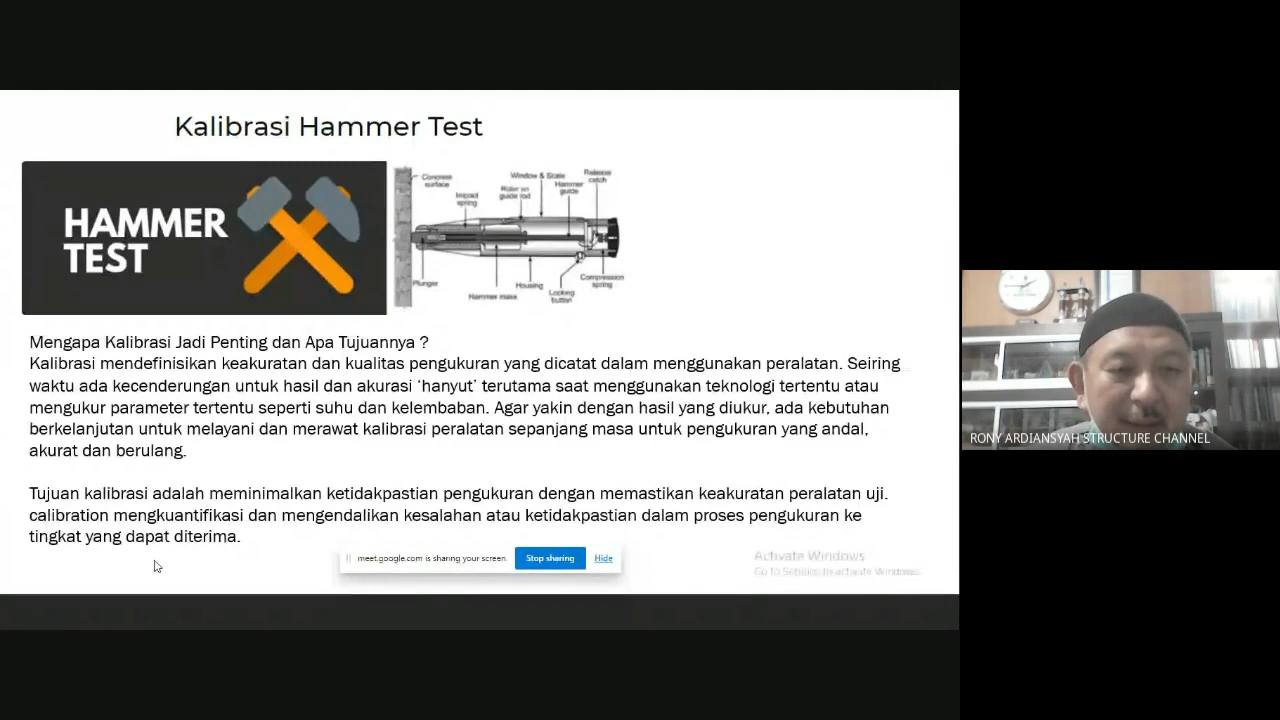 Kalibrasi Hammer Test
HAMMER
TEST
Concrete
surface
Impact
spring
Rider on
guide rod
Window & Scale
Hammer
guide
Release
catch
Plunger
Hammer mass
Housing
Locking
button
Compression
spring
Mengapa Kalibrasi Jadi Penting dan Apa Tujuannya ?
Kalibrasi mendefinisikan keakuratan dan kualitas pengukuran yang dicatat dalam menggunakan peralatan. Seiring
waktu ada kecenderungan untuk hasil dan akurasi ‘hanyut’ terutama saat menggunakan teknologi tertentu atau
mengukur parameter tertentu seperti suhu dan kelembaban. Agar yakin dengan hasil yang diukur, ada kebutuhan
berkelanjutan untuk melayani dan merawat kalibrasi peralatan sepanjang masa untuk pengukuran yang andal,
akurat dan berulang.
Tujuan kalibrasi adalah meminimalkan ketidakpastian pengukuran dengan memastikan keakuratan peralatan uji.
calibration mengkuantifikasi dan mengendalikan kesalahan atau ketidakpastian dalam proses pengukuran ke
tingkat yang dapat diterima.
meet.google.com is sharing your screen.
Stop sharing
Hide
Activate Windows
Go to Settings to activate Windows.
RONY ARDIANSYAH STRUCTURE CHANNEL